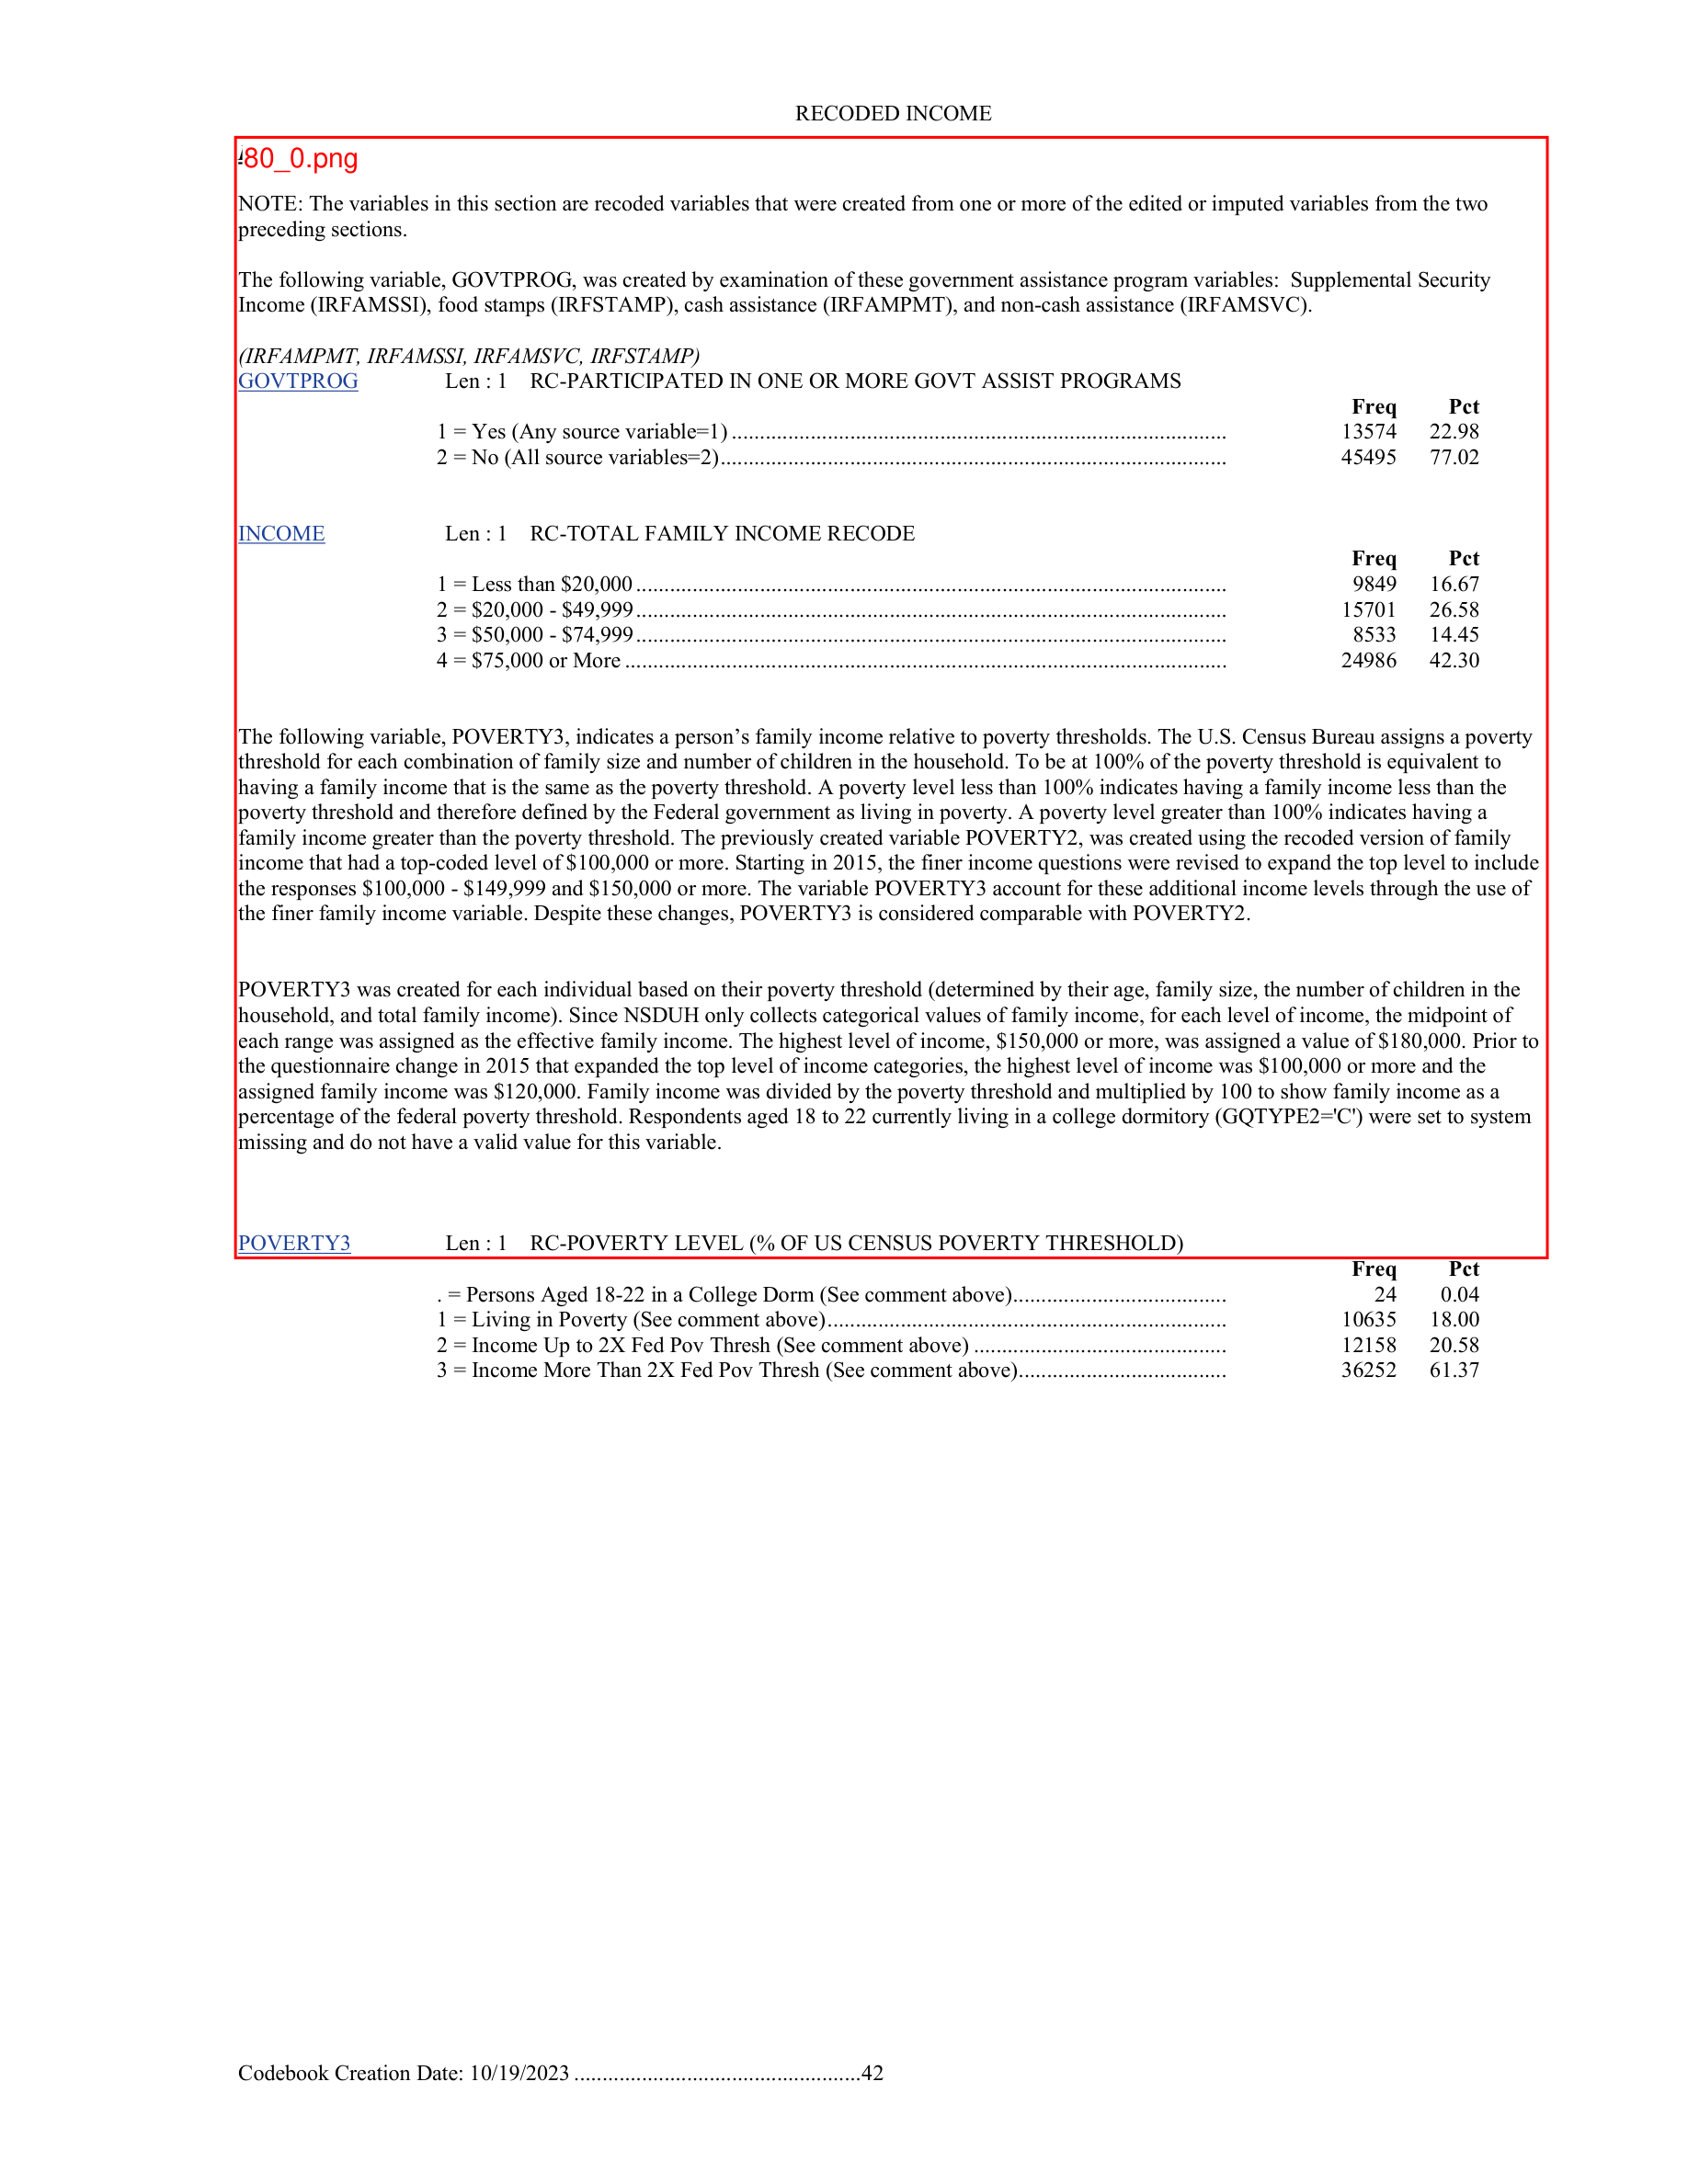 RECODED INCOME
80_0.png
NOTE: The variables in this section are recoded variables that were created from one or more of the edited or imputed variables from the two
preceding sections.
The following variable, GOVTPROG, was created by examination of these government assistance program variables:  Supplemental Security
Income (IRFAMSSI), food stamps (IRFSTAMP), cash assistance (IRFAMPMT), and non-cash assistance (IRFAMSVC).
(IRFAMPMT, IRFAMSSI, IRFAMSVC, IRFSTAMP)
GOVTPROG Len : 1 RC-PARTICIPATED IN ONE OR MORE GOVT ASSIST PROGRAMS
Freq Pct
1 = Yes (Any source variable=1) ........................................................................................ 13574 22.98
2 = No (All source variables=2).......................................................................................... 45495 77.02
INCOME Len : 1 RC-TOTAL FAMILY INCOME RECODE
Freq Pct
1 = Less than $20,000 ......................................................................................................... 9849 16.67
2 = $20,000 - $49,999......................................................................................................... 15701 26.58
3 = $50,000 - $74,999......................................................................................................... 8533 14.45
4 = $75,000 or More ........................................................................................................... 24986 42.30
The following variable, POVERTY3, indicates a person’s family income relative to poverty thresholds. The U.S. Census Bureau assigns a poverty
threshold for each combination of family size and number of children in the household. To be at 100% of the poverty threshold is equivalent to
having a family income that is the same as the poverty threshold. A poverty level less than 100% indicates having a family income less than the
poverty threshold and therefore defined by the Federal government as living in poverty. A poverty level greater than 100% indicates having a
family income greater than the poverty threshold. The previously created variable POVERTY2, was created using the recoded version of family
income that had a top-coded level of $100,000 or more. Starting in 2015, the finer income questions were revised to expand the top level to include
the responses $100,000 - $149,999 and $150,000 or more. The variable POVERTY3 account for these additional income levels through the use of
the finer family income variable. Despite these changes, POVERTY3 is considered comparable with POVERTY2.
POVERTY3 was created for each individual based on their poverty threshold (determined by their age, family size, the number of children in the
household, and total family income). Since NSDUH only collects categorical values of family income, for each level of income, the midpoint of
each range was assigned as the effective family income. The highest level of income, $150,000 or more, was assigned a value of $180,000. Prior to
the questionnaire change in 2015 that expanded the top level of income categories, the highest level of income was $100,000 or more and the
assigned family income was $120,000. Family income was divided by the poverty threshold and multiplied by 100 to show family income as a
percentage of the federal poverty threshold. Respondents aged 18 to 22 currently living in a college dormitory (GQTYPE2='C') were set to system
missing and do not have a valid value for this variable.
POVERTY3 Len : 1 RC-POVERTY LEVEL (% OF US CENSUS POVERTY THRESHOLD)
Freq Pct
. = Persons Aged 18-22 in a College Dorm (See comment above)...................................... 24 0.04
1 = Living in Poverty (See comment above)....................................................................... 10635 18.00
2 = Income Up to 2X Fed Pov Thresh (See comment above) ............................................. 12158 20.58
3 = Income More Than 2X Fed Pov Thresh (See comment above)..................................... 36252 61.37
Codebook Creation Date: 10/19/2023 ...................................................42